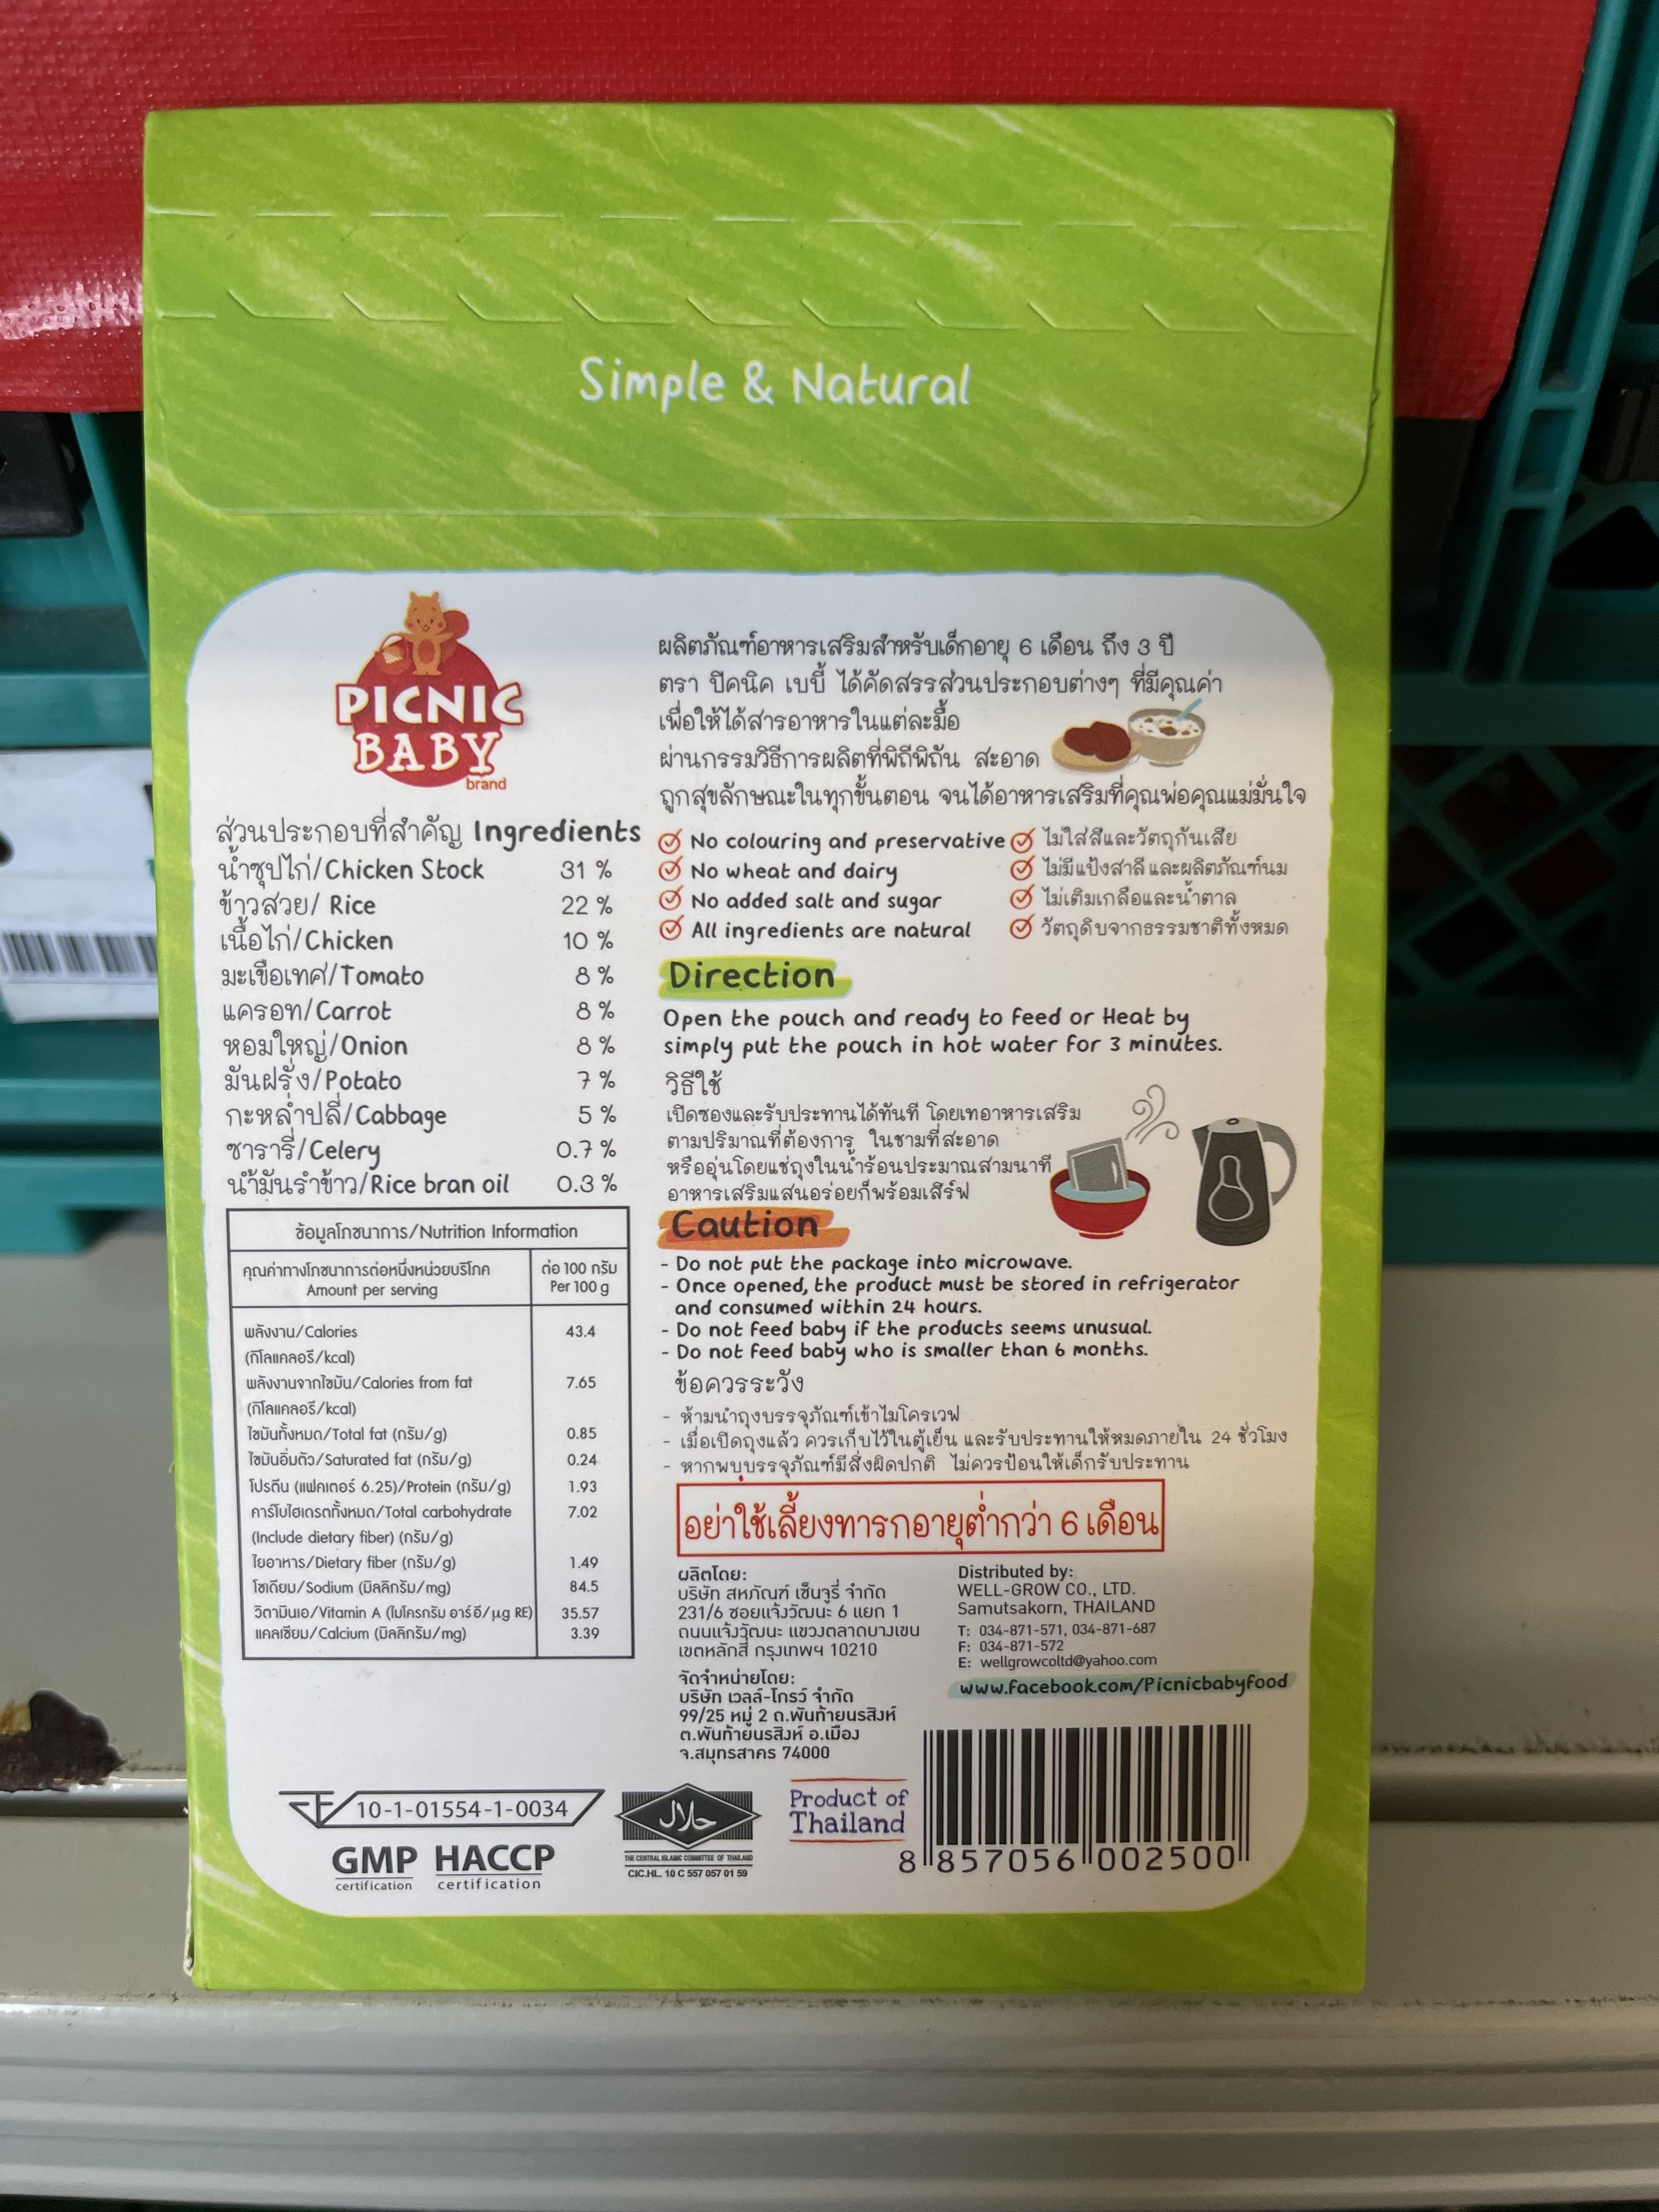 Simple & Natural
PICNIC
BABY
brand
ส่วนประกอบที่สำคัญ Ingredients
น้ำซุปไก่/Chicken Stock 31 %
ข้าวสวย/ Rice 22 %
เนื้อไก่/Chicken 10 %
มะเขือเทศ/Tomato 8 %
แครอท/Carrot 8 %
หอมใหญ่/Onion 8 %
มันฝรั่ง/Potato 7 %
กะหล่ำปลี/Cabbage 5 %
ซารารี่/Celery 0.7 %
น้ำมันรำข้าว/Rice bran oil 0.3 %
ข้อมูลโภชนาการ/Nutrition Information
คุณค่าทางโภชนาการต่อหนึ่งหน่วยบริโภค ต่อ 100 กรัม
Amount per serving Per 100 g
พลังงาน/Calories 43.4
(กิโลแคลอรี/kcal)
พลังงานจากไขมัน/Calories from fat 7.65
(กิโลแคลอรี/kcal)
ไขมันทั้งหมด/Total fat (กรัม/g) 0.85
ไขมันอิ่มตัว/Saturated fat (กรัม/g) 0.24
โปรตีน (แฟคเตอร์ 6.25)/Protein (กรัม/g) 1.93
คาร์โบไฮเดรตทั้งหมด/Total carbohydrate 7.02
(Include dietary fiber) (กรัม/g)
ใยอาหาร/Dietary fiber (กรัม/g) 1.49
โซเดียม/Sodium (มิลลิกรัม/mg) 84.5
วิตามินเอ/Vitamin A (ไมโครกรัม อาร์อี/µg RE) 35.57
แคลเซียม/Calcium (มิลลิกรัม/mg) 3.39
10-1-01554-1-0034
GMP HACCP
certification certification
ผลิตภัณฑ์อาหารเสริมสำหรับเด็กอายุ 6 เดือน ถึง 3 ปี
ตรา ปิคนิค เบบี้ ได้คัดสรรส่วนประกอบต่างๆ ที่มีคุณค่า
เพื่อให้ได้สารอาหารในแต่ละมื้อ
ผ่านกรรมวิธีการผลิตที่พิถีพิถัน สะอาด
ถูกสุขลักษณะในทุกขั้นตอน จนได้อาหารเสริมที่คุณพ่อคุณแม่มั่นใจ
No colouring and preservative ไม่ใส่สีและวัตถุกันเสีย
No wheat and dairy ไม่มีแป้งสาลี และผลิตภัณฑ์นม
No added salt and sugar ไม่เติมเกลือและน้ำตาล
All ingredients are natural วัตถุดิบจากธรรมชาติทั้งหมด
Direction
Open the pouch and ready to feed or Heat by
simply put the pouch in hot water for 3 minutes.
วิธีใช้
เปิดซองและรับประทานได้ทันที โดยเทอาหารเสริม
ตามปริมาณที่ต้องการ ในชามที่สะอาด
หรืออุ่นโดยแช่ถุงในน้ำร้อนประมาณสามนาที
อาหารเสริมแสนอร่อยก็พร้อมเสิร์ฟ
Caution
- Do not put the package into microwave.
- Once opened, the product must be stored in refrigerator
and consumed within 24 hours.
- Do not feed baby if the products seems unusual.
- Do not feed baby who is smaller than 6 months.
ข้อควรระวัง
- ห้ามนำถุงบรรจุภัณฑ์เข้าไมโครเวฟ
- เมื่อเปิดถุงแล้ว ควรเก็บไว้ในตู้เย็น และรับประทานให้หมดภายใน 24 ชั่วโมง
- หากพบบรรจุภัณฑ์มีสิ่งผิดปกติ ไม่ควรป้อนให้เด็กรับประทาน
อย่าใช้เลี้ยงทารกอายุต่ำกว่า 6 เดือน
ผลิตโดย:
บริษัท สหภัณฑ์ เซ็นจูรี่ จำกัด
231/6 ซอยแจ้งวัฒนะ 6 แยก 1
ถนนแจ้งวัฒนะ แขวงตลาดบางเขน
เขตหลักสี่ กรุงเทพฯ 10210
จัดจำหน่ายโดย:
บริษัท เวลล์-โกรว์ จำกัด
99/25 หมู่ 2 ถ.พันท้ายนรสิงห์
ต.พันท้ายนรสิงห์ อ.เมือง
จ.สมุทรสาคร 74000
Distributed by:
WELL-GROW CO., LTD.
Samutsakorn, THAILAND
T: 034-871-571, 034-871-687
F: 034-871-572
E: wellgrowcoltd@yahoo.com
www.facebook.com/Picnicbabyfood
حلال
THE CENTRAL ISLAMIC COMMITTEE OF THAILAND
CIC.HL. 10 C 557 057 01 59
Product of
Thailand
8 857056 002500